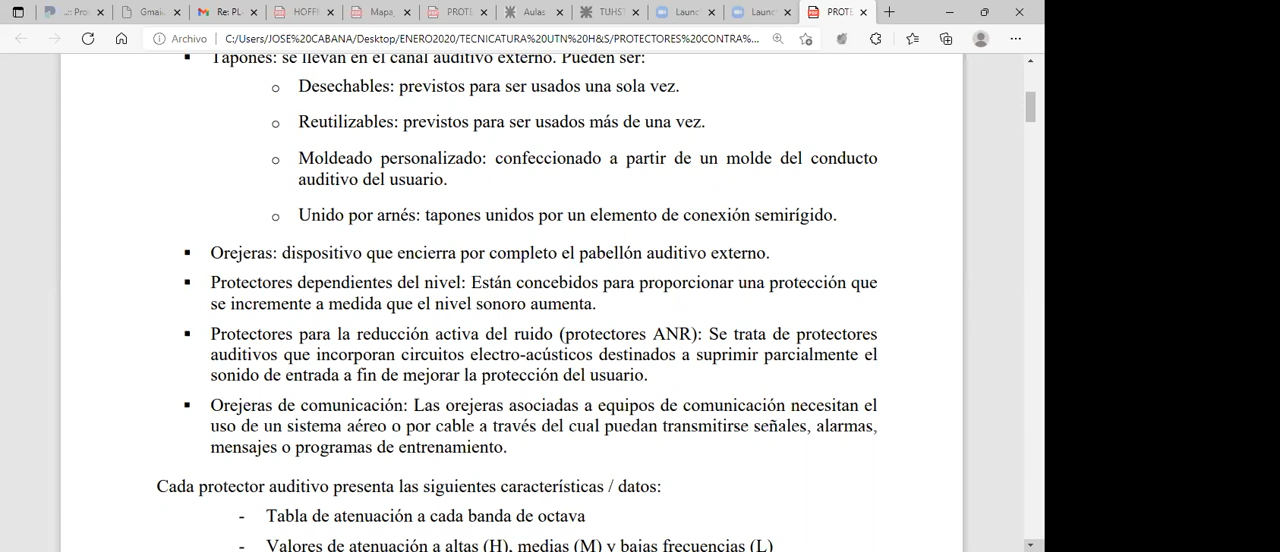 ..: Pro
Gmai
Re: PL-
HOFF
Mapa_
PROTE
Aulas
TUHST
Launc
Launc
PROTE
Archivo C:/Users/JOSE%20CABANA/Desktop/ENERO2020/TECNICATURA%20UTN%20H&S/PROTECTORES%20CONTRA%...
▪ Tapones: se llevan en el canal auditivo externo. Pueden ser:
o Desechables: previstos para ser usados una sola vez.
o Reutilizables: previstos para ser usados más de una vez.
o Moldeado personalizado: confeccionado a partir de un molde del conducto
auditivo del usuario.
o Unido por arnés: tapones unidos por un elemento de conexión semirígido.
▪ Orejeras: dispositivo que encierra por completo el pabellón auditivo externo.
▪ Protectores dependientes del nivel: Están concebidos para proporcionar una protección que
se incremente a medida que el nivel sonoro aumenta.
▪ Protectores para la reducción activa del ruido (protectores ANR): Se trata de protectores
auditivos que incorporan circuitos electro-acústicos destinados a suprimir parcialmente el
sonido de entrada a fin de mejorar la protección del usuario.
▪ Orejeras de comunicación: Las orejeras asociadas a equipos de comunicación necesitan el
uso de un sistema aéreo o por cable a través del cual puedan transmitirse señales, alarmas,
mensajes o programas de entrenamiento.
Cada protector auditivo presenta las siguientes características / datos:
- Tabla de atenuación a cada banda de octava
- Valores de atenuación a altas (H), medias (M) y bajas frecuencias (L)